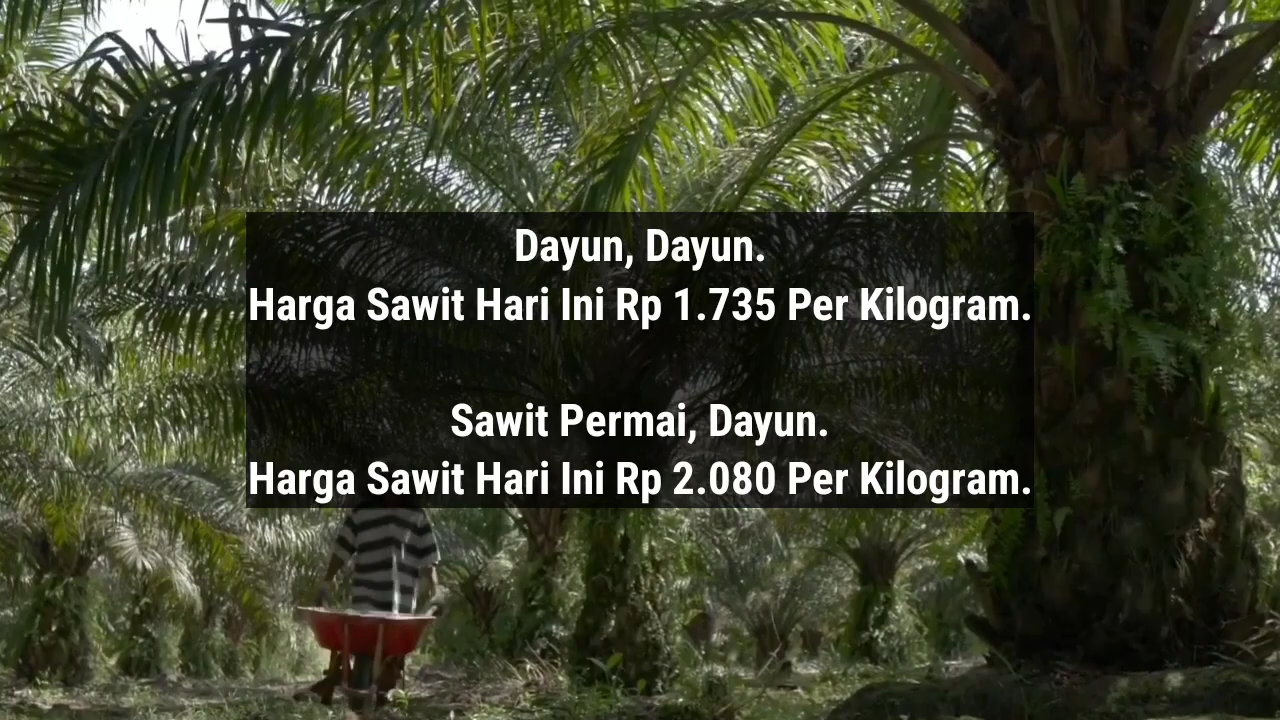 Dayun, Dayun.
Harga Sawit Hari Ini Rp 1.735 Per Kilogram.
Sawit Permai, Dayun.
Harga Sawit Hari Ini Rp 2.080 Per Kilogram.